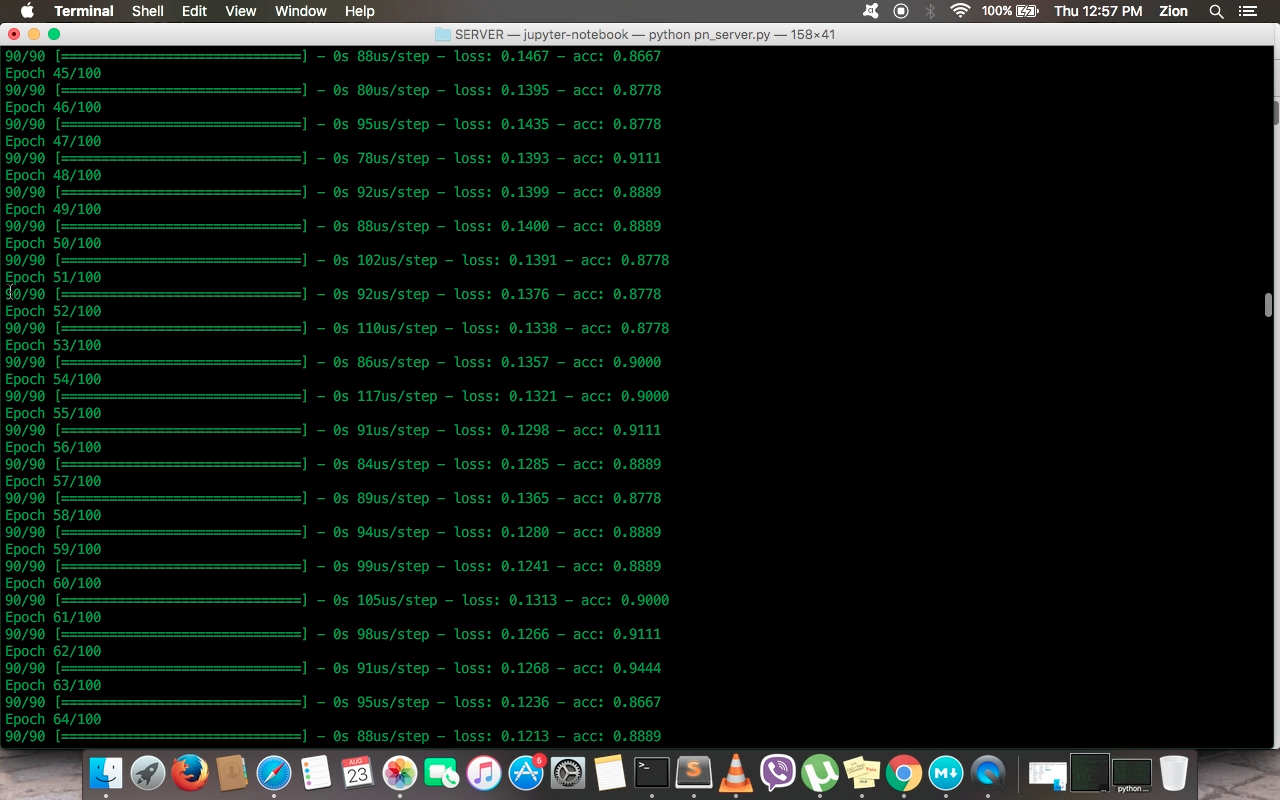 Terminal Shell Edit View Window Help 100% Thu 12:57 PM Zion
SERVER — jupyter-notebook — python pn_server.py — 158×41
90/90 [==============================] - 0s 88us/step - loss: 0.1467 - acc: 0.8667
Epoch 45/100
90/90 [==============================] - 0s 80us/step - loss: 0.1395 - acc: 0.8778
Epoch 46/100
90/90 [==============================] - 0s 95us/step - loss: 0.1435 - acc: 0.8778
Epoch 47/100
90/90 [==============================] - 0s 78us/step - loss: 0.1393 - acc: 0.9111
Epoch 48/100
90/90 [==============================] - 0s 92us/step - loss: 0.1399 - acc: 0.8889
Epoch 49/100
90/90 [==============================] - 0s 88us/step - loss: 0.1400 - acc: 0.8889
Epoch 50/100
90/90 [==============================] - 0s 102us/step - loss: 0.1391 - acc: 0.8778
Epoch 51/100
90/90 [==============================] - 0s 92us/step - loss: 0.1376 - acc: 0.8778
Epoch 52/100
90/90 [==============================] - 0s 110us/step - loss: 0.1338 - acc: 0.8778
Epoch 53/100
90/90 [==============================] - 0s 86us/step - loss: 0.1357 - acc: 0.9000
Epoch 54/100
90/90 [==============================] - 0s 117us/step - loss: 0.1321 - acc: 0.9000
Epoch 55/100
90/90 [==============================] - 0s 91us/step - loss: 0.1298 - acc: 0.9111
Epoch 56/100
90/90 [==============================] - 0s 84us/step - loss: 0.1285 - acc: 0.8889
Epoch 57/100
90/90 [==============================] - 0s 89us/step - loss: 0.1365 - acc: 0.8778
Epoch 58/100
90/90 [==============================] - 0s 94us/step - loss: 0.1280 - acc: 0.8889
Epoch 59/100
90/90 [==============================] - 0s 99us/step - loss: 0.1241 - acc: 0.8889
Epoch 60/100
90/90 [==============================] - 0s 105us/step - loss: 0.1313 - acc: 0.9000
Epoch 61/100
90/90 [==============================] - 0s 98us/step - loss: 0.1266 - acc: 0.9111
Epoch 62/100
90/90 [==============================] - 0s 91us/step - loss: 0.1268 - acc: 0.9444
Epoch 63/100
90/90 [==============================] - 0s 95us/step - loss: 0.1236 - acc: 0.8667
Epoch 64/100
90/90 [==============================] - 0s 88us/step - loss: 0.1213 - acc: 0.8889
AUG
23
6
S
M↓
python ...